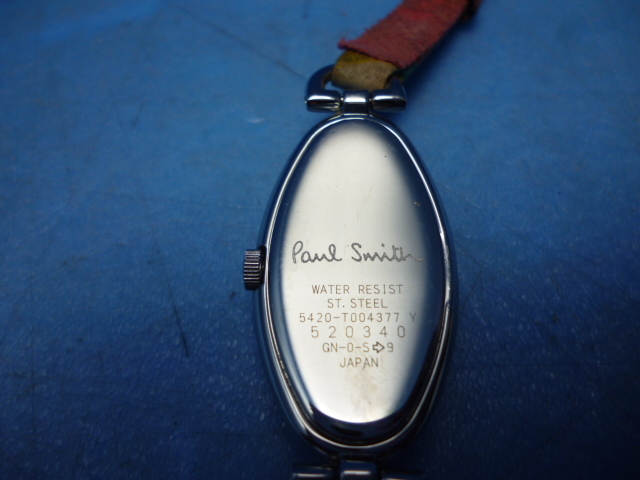 Paul Smith
WATER RESIST
ST. STEEL
5420-T004377 Y
520340
GN-0-S⇨9
JAPAN